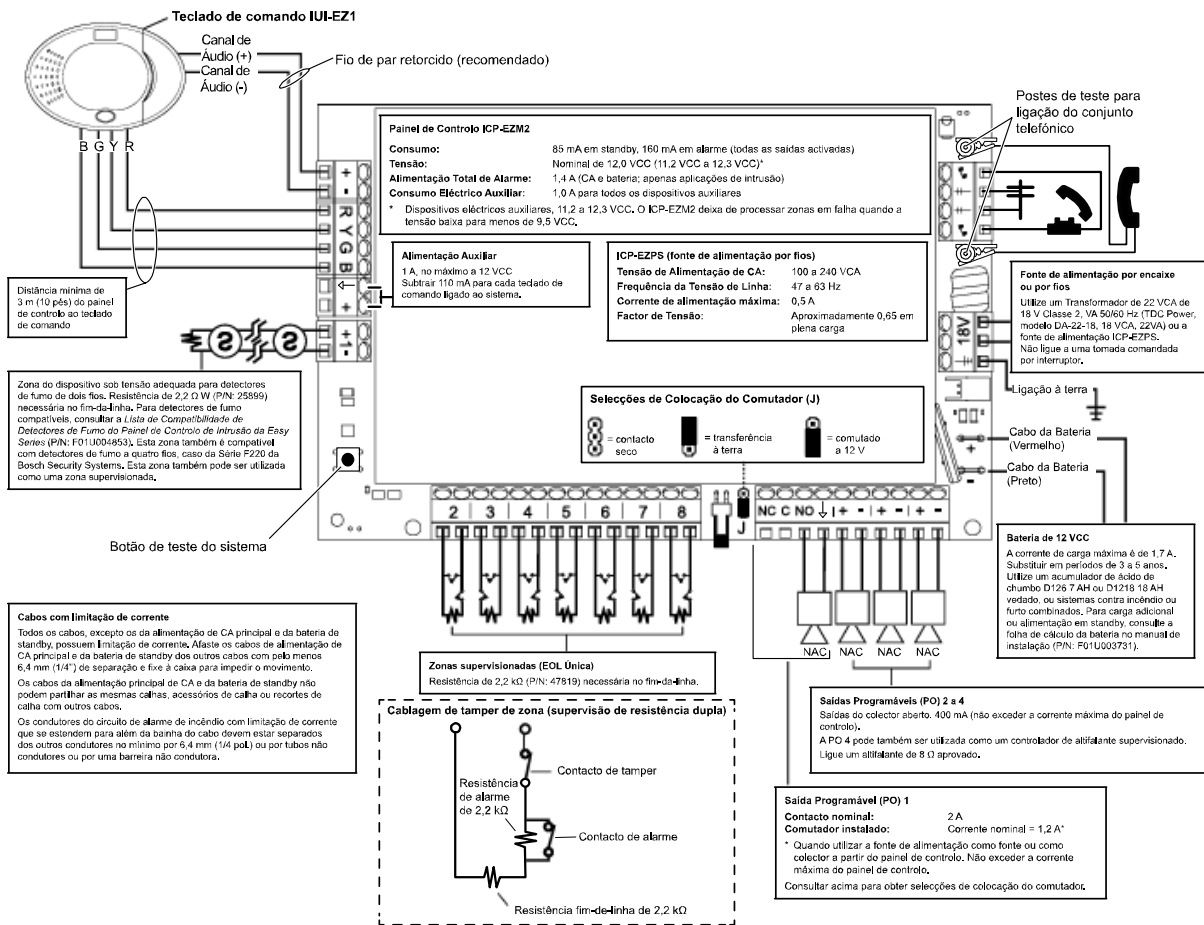 Teclado de comando IUI-EZ1
Canal de
Áudio (+)
Canal de
Áudio (-)
Fio de par retorcido (recomendado)
B G Y R
Distância mínima de
3 m (10 pés) do painel
de controlo ao teclado
de comando
+
-
R
Y
G
B
+
+
1
-
Painel de Controlo ICP-EZM2
Consumo: 85 mA em standby, 160 mA em alarme (todas as saídas activadas)
Tensão: Nominal de 12,0 VCC (11,2 VCC a 12,3 VCC)*
Alimentação Total de Alarme: 1,4 A (CA e bateria; apenas aplicações de intrusão)
Consumo Eléctrico Auxiliar: 1,0 A para todos os dispositivos auxiliares
* Dispositivos eléctricos auxiliares, 11,2 a 12,3 VCC. O ICP-EZM2 deixa de processar zonas em falha quando a
tensão baixa para menos de 9,5 VCC.
Alimentação Auxiliar
1 A, no máximo a 12 VCC
Subtrair 110 mA para cada teclado de
comando ligado ao sistema.
ICP-EZPS (fonte de alimentação por fios)
Tensão de Alimentação de CA: 100 a 240 VCA
Frequência da Tensão de Linha: 47 a 63 Hz
Corrente de alimentação máxima: 0,5 A
Factor de Tensão: Aproximadamente 0,65 em
plena carga
Postes de teste para
ligação do conjunto
telefónico
Fonte de alimentação por encaixe
ou por fios
Utilize um Transformador de 22 VCA de
18 V Classe 2, VA 50/60 Hz (TDC Power,
modelo DA-22-18, 18 VCA, 22VA) ou a
fonte de alimentação ICP-EZPS.
Não ligue a uma tomada comandada
por interruptor.
18V
Ligação à terra
Cabo da Bateria
(Vermelho)
+
Cabo da Bateria
(Preto)
-
Zona do dispositivo sob tensão adequada para detectores
de fumo de dois fios. Resistência de 2,2 Ω W (P/N: 25899)
necessária no fim-da-linha. Para detectores de fumo
compatíveis, consultar a Lista de Compatibilidade de
Detectores de Fumo do Painel de Controlo de Intrusão da Easy
Series (P/N: F01U004853). Esta zona também é compatível
com detectores de fumo a quatro fios, caso da Série F220 da
Bosch Security Systems. Esta zona também pode ser utilizada
como uma zona supervisionada.
Selecções de Colocação do Comutador (J)
= contacto
seco
= transferência
à terra
= comutado
a 12 V
Botão de teste do sistema
2 3 4 5 6 7 8
J
NC C NO + - + - + -
NAC NAC NAC NAC
Bateria de 12 VCC
A corrente de carga máxima é de 1,7 A.
Substituir em períodos de 3 a 5 anos.
Utilize um acumulador de ácido de
chumbo D126 7 AH ou D1218 18 AH
vedado, ou sistemas contra incêndio ou
furto combinados. Para carga adicional
ou alimentação em standby, consulte a
folha de cálculo da bateria no manual de
instalação (P/N: F01U003731).
Cabos com limitação de corrente
Todos os cabos, excepto os da alimentação de CA principal e da bateria de
standby, possuem limitação de corrente. Afaste os cabos de alimentação de
CA principal e da bateria de standby dos outros cabos com pelo menos
6,4 mm (1/4") de separação e fixe à caixa para impedir o movimento.
Os cabos da alimentação principal de CA e da bateria de standby não
podem partilhar as mesmas calhas, acessórios de calha ou recortes de
calha com outros cabos.
Os condutores do circuito de alarme de incêndio com limitação de corrente
que se estendem para além da bainha do cabo devem estar separados
dos outros condutores no mínimo por 6,4 mm (1/4 pol.) ou por tubos não
condutores ou por uma barreira não condutora.
Zonas supervisionadas (EOL Única)
Resistência de 2,2 kΩ (P/N: 47819) necessária no fim-da-linha.
Cablagem de tamper de zona (supervisão de resistência dupla)
Contacto de tamper
Resistência
de alarme
de 2,2 kΩ
Contacto de alarme
Resistência fim-de-linha de 2,2 kΩ
Saídas Programáveis (PO) 2 a 4
Saídas do colector aberto. 400 mA (não exceder a corrente máxima do painel de
controlo).
A PO 4 pode também ser utilizada como um controlador de altifalante supervisionado.
Ligue um altifalante de 8 Ω aprovado.
Saída Programável (PO) 1
Contacto nominal: 2 A
Comutador instalado: Corrente nominal = 1,2 A*
* Quando utilizar a fonte de alimentação como fonte ou como
colector a partir do painel de controlo. Não exceder a corrente
máxima do painel de controlo.
Consultar acima para obter selecções de colocação do comutador.